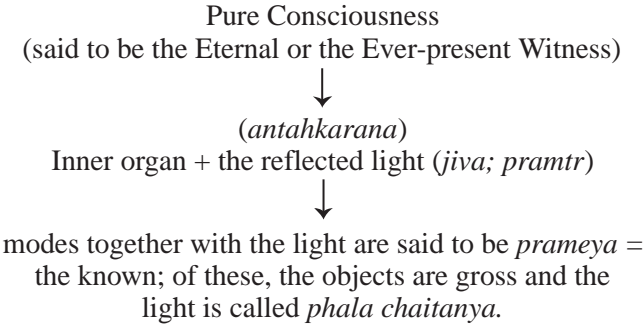 Pure Consciousness
(said to be the Eternal or the Ever-present Witness)
(antahkarana)
Inner organ + the reflected light (jiva; pramtr)
modes together with the light are said to be prameya =
the known; of these, the objects are gross and the
light is called phala chaitanya.